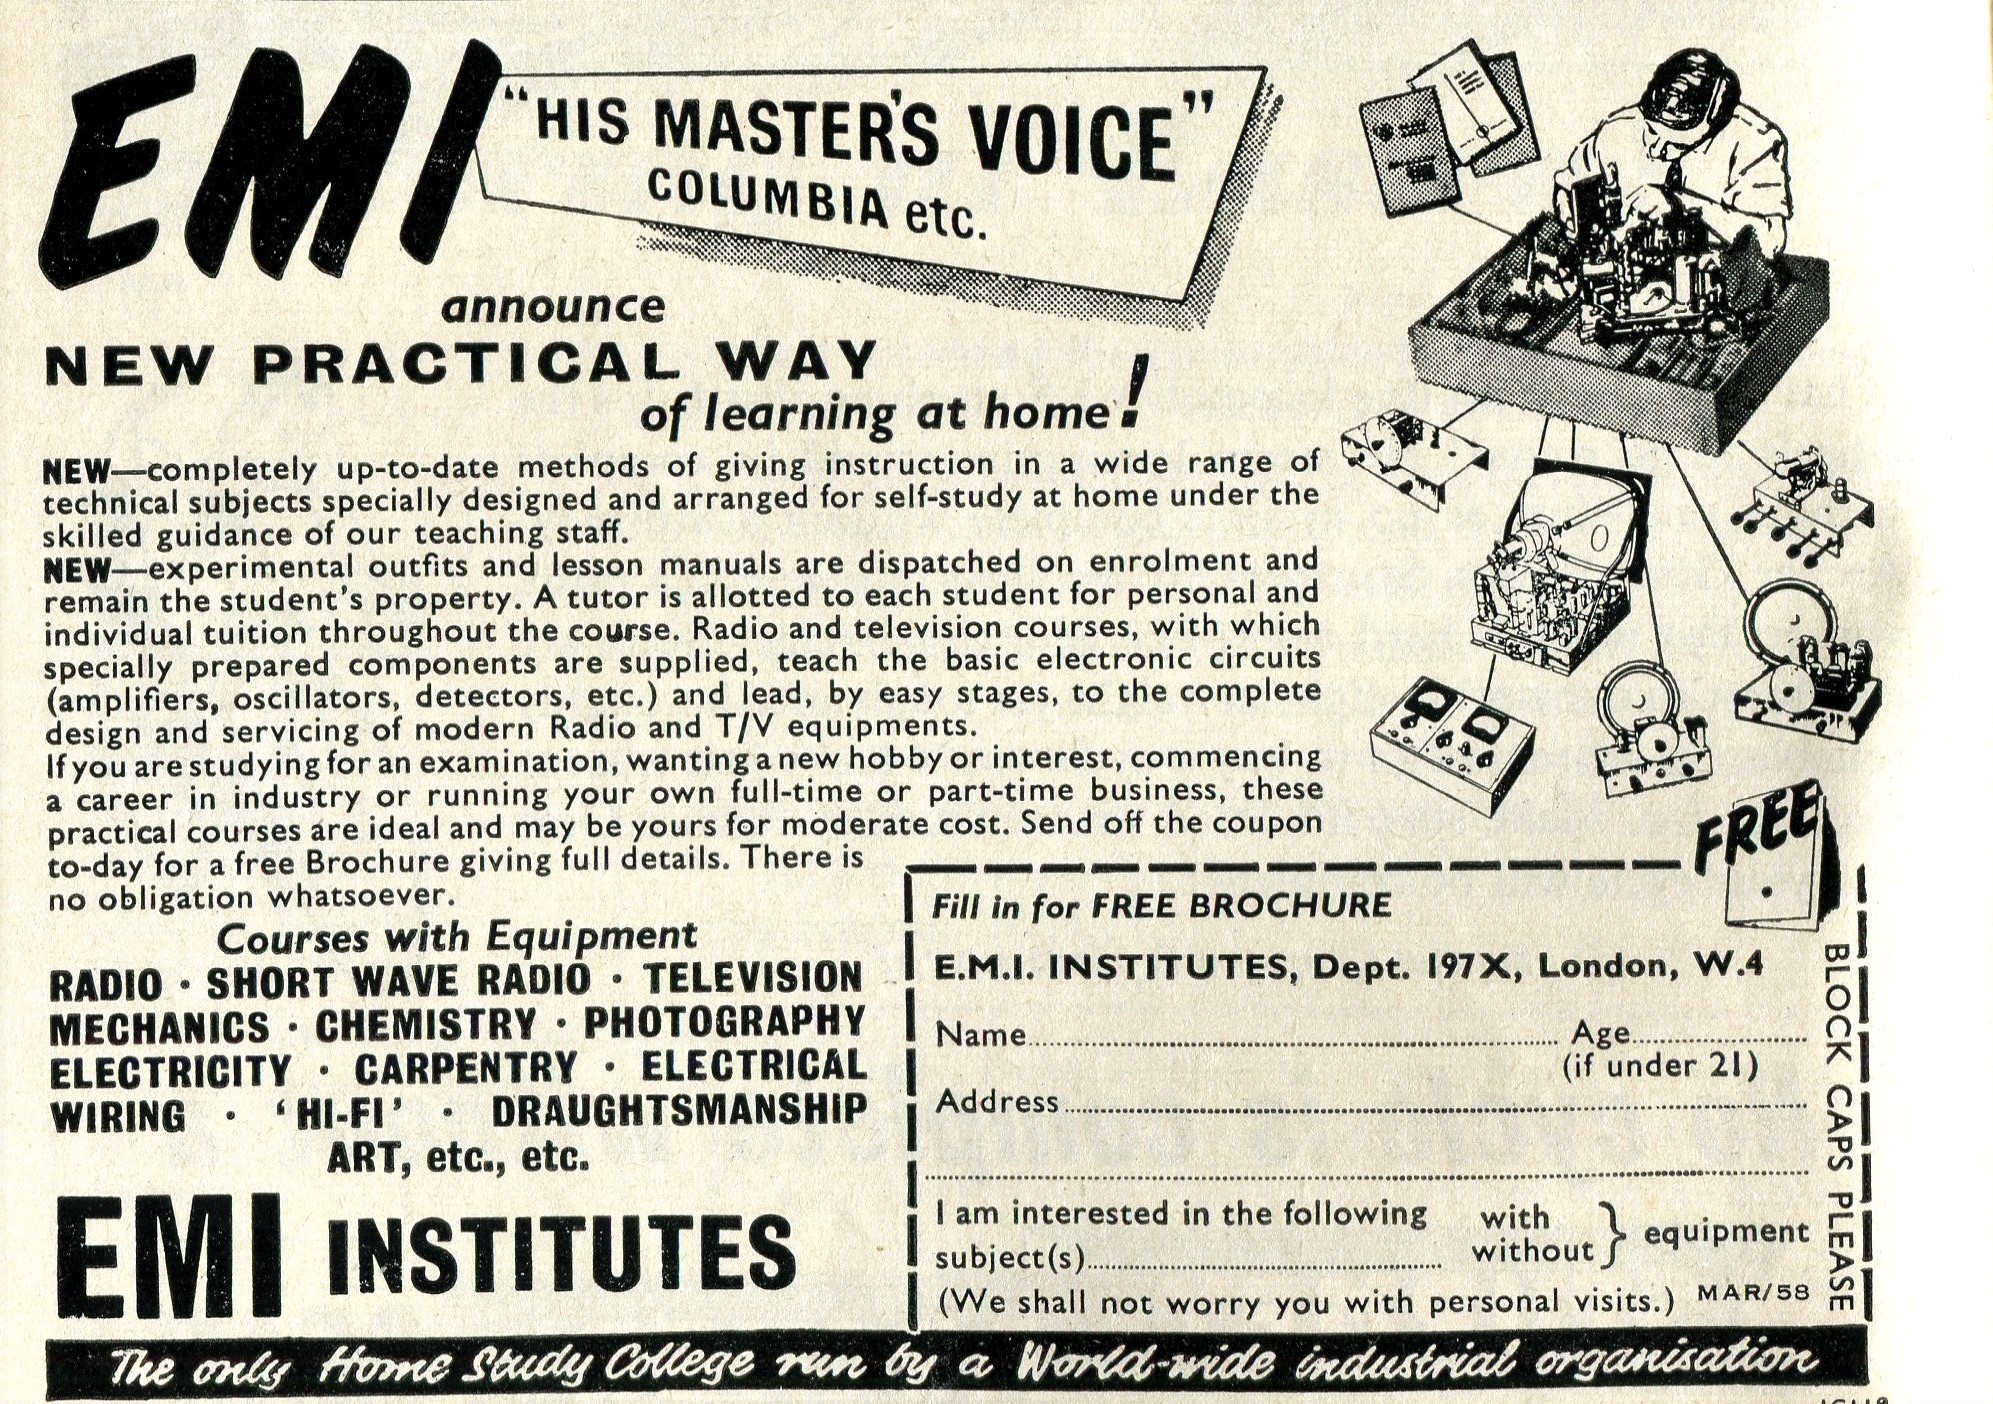 EMI
"HIS MASTER'S VOICE"
COLUMBIA etc.
announce
NEW PRACTICAL WAY
of learning at home!
NEW—completely up-to-date methods of giving instruction in a wide range of
technical subjects specially designed and arranged for self-study at home under the
skilled guidance of our teaching staff.
NEW—experimental outfits and lesson manuals are dispatched on enrolment and
remain the student's property. A tutor is allotted to each student for personal and
individual tuition throughout the course. Radio and television courses, with which
specially prepared components are supplied, teach the basic electronic circuits
(amplifiers, oscillators, detectors, etc.) and lead, by easy stages, to the complete
design and servicing of modern Radio and T/V equipments.
If you are studying for an examination, wanting a new hobby or interest, commencing
a career in industry or running your own full-time or part-time business, these
practical courses are ideal and may be yours for moderate cost. Send off the coupon
to-day for a free Brochure giving full details. There is
no obligation whatsoever.
Courses with Equipment
RADIO · SHORT WAVE RADIO · TELEVISION
MECHANICS · CHEMISTRY · PHOTOGRAPHY
ELECTRICITY · CARPENTRY · ELECTRICAL
WIRING · 'HI-FI' · DRAUGHTSMANSHIP
ART, etc., etc.
EMI INSTITUTES
FREE
Fill in for FREE BROCHURE
E.M.I. INSTITUTES, Dept. 197X, London, W.4
Name Age
(if under 21)
Address
I am interested in the following
subject(s)
with
without } equipment
(We shall not worry you with personal visits.) MAR/58
BLOCK CAPS PLEASE
The only Home Study College run by a World-wide industrial organisation